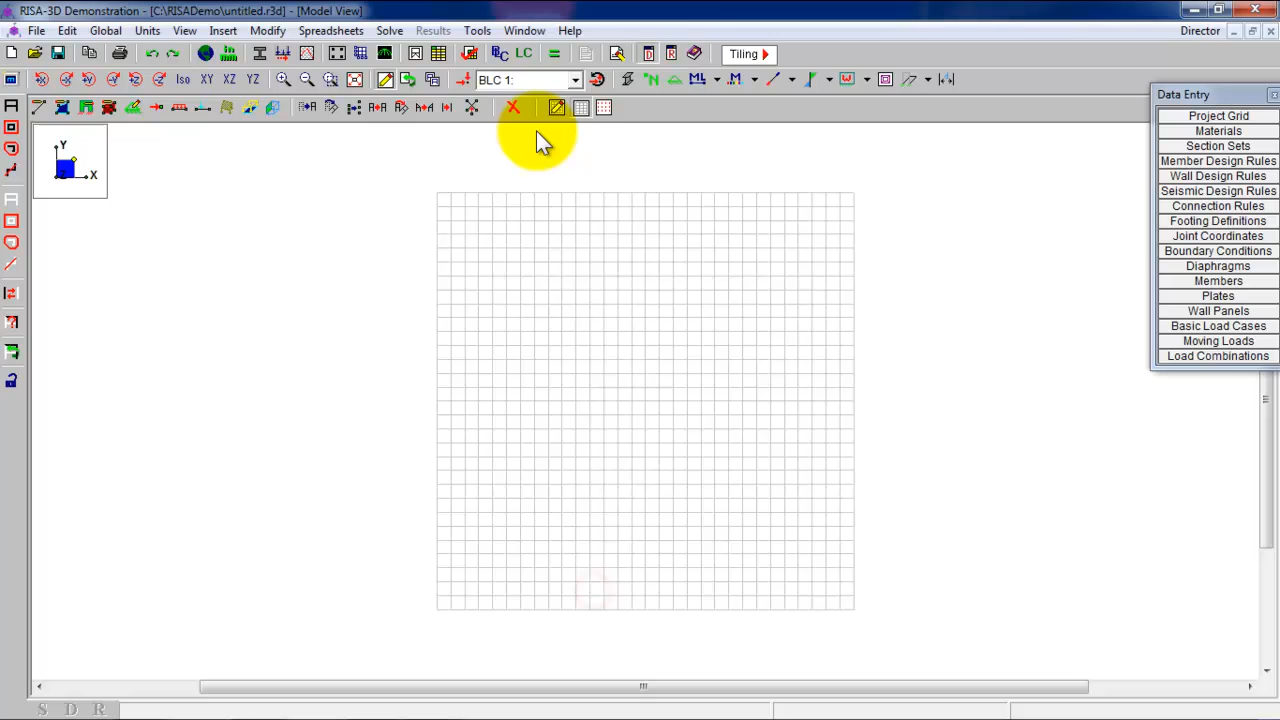 RISA-3D Demonstration - [C:\RISADemo\untitled.r3d] - [Model View]
File Edit Global Units View Insert Modify Spreadsheets Solve Results Tools Window Help Director
LC Tiling
Iso XY XZ YZ BLC 1:
Data Entry
Project Grid
Materials
Section Sets
Member Design Rules
Wall Design Rules
Seismic Design Rules
Connection Rules
Footing Definitions
Joint Coordinates
Boundary Conditions
Diaphragms
Members
Plates
Wall Panels
Basic Load Cases
Moving Loads
Load Combinations
Y
Z X
S D R